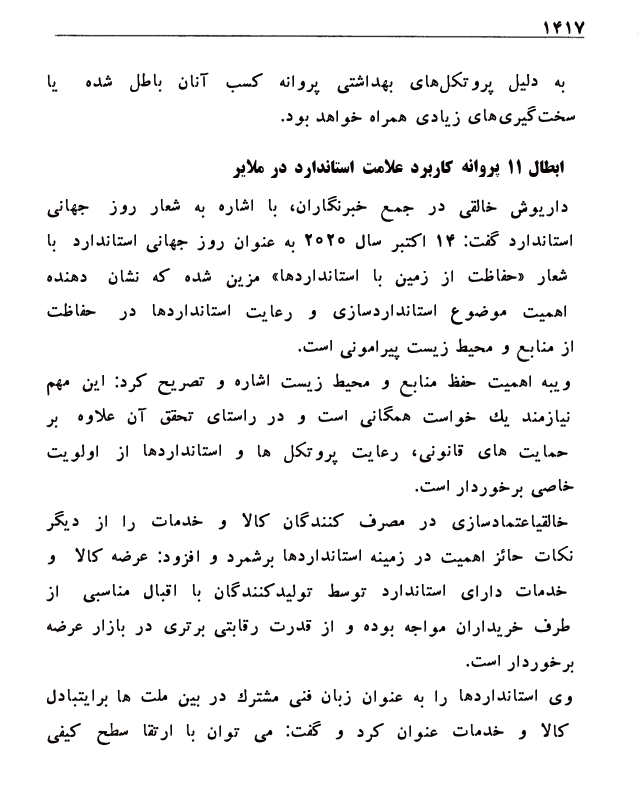 ۱۴۱۷
به دلیل پروتکل‌های بهداشتی پروانه کسب آنان باطل شده یا
سخت‌گیری‌های زیادی همراه خواهد بود.
ابطال ۱۱ پروانه کاربرد علامت استاندارد در ملایر
داریوش خالقی در جمع خبرنگاران، با اشاره به شعار روز جهانی
استاندارد گفت: ۱۴ اکتبر سال ۲۰۲۰ به عنوان روز جهانی استاندارد با
شعار «حفاظت از زمین با استانداردها» مزین شده که نشان دهنده
اهمیت موضوع استانداردسازی و رعایت استانداردها در حفاظت
از منابع و محیط زیست پیرامونی است.
ویبه اهمیت حفظ منابع و محیط زیست اشاره و تصریح کرد: این مهم
نیازمند یك خواست همگانی است و در راستای تحقق آن علاوه بر
حمایت های قانونی، رعایت پروتکل ها و استانداردها از اولویت
خاصی برخوردار است.
خالقیاعتمادسازی در مصرف کنندگان کالا و خدمات را از دیگر
نکات حائز اهمیت در زمینه استانداردها برشمرد و افزود: عرضه کالا و
خدمات دارای استاندارد توسط تولیدکنندگان با اقبال مناسبی از
طرف خریداران مواجه بوده و از قدرت رقابتی برتری در بازار عرضه
برخوردار است.
وی استانداردها را به عنوان زبان فنی مشترك در بین ملت ها برایتبادل
کالا و خدمات عنوان کرد و گفت: می توان با ارتقا سطح کیفی